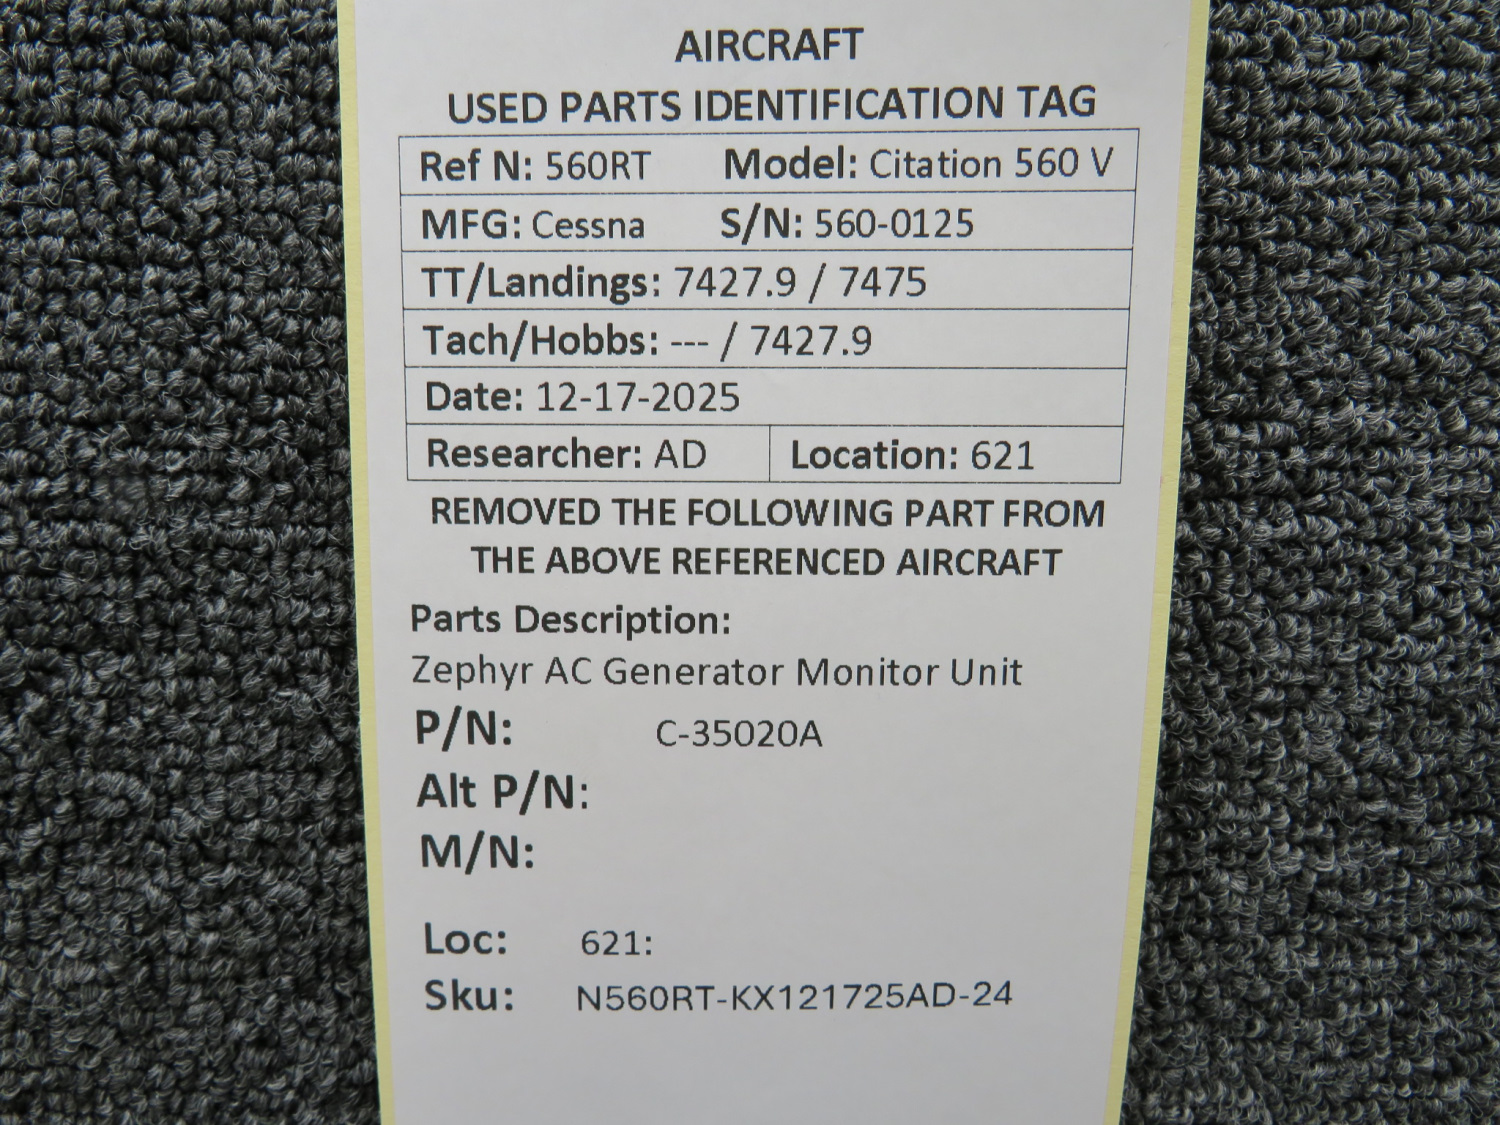 AIRCRAFT
USED PARTS IDENTIFICATION TAG
Ref N: 560RT Model: Citation 560 V
MFG: Cessna S/N: 560-0125
TT/Landings: 7427.9 / 7475
Tach/Hobbs: --- / 7427.9
Date: 12-17-2025
Researcher: AD Location: 621
REMOVED THE FOLLOWING PART FROM
THE ABOVE REFERENCED AIRCRAFT
Parts Description:
Zephyr AC Generator Monitor Unit
P/N: C-35020A
Alt P/N:
M/N:
Loc: 621:
Sku: N560RT-KX121725AD-24